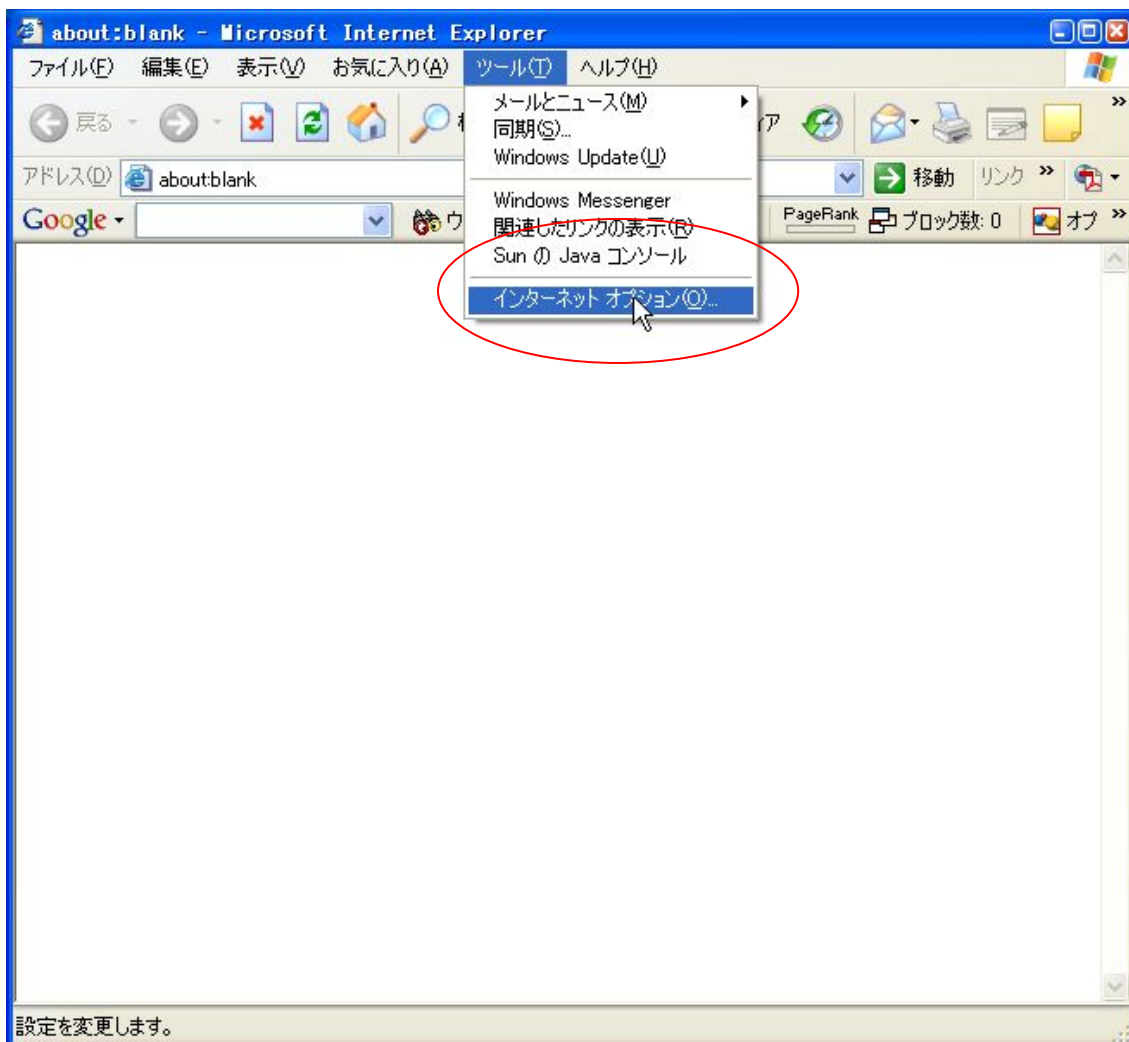 about:blank - Microsoft Internet Explorer
ファイル(F) 編集(E) 表示(V) お気に入り(A) ツール(T) ヘルプ(H)
戻る
メールとニュース(M)
同期(S)...
Windows Update(U)
Windows Messenger
関連したリンクの表示(R)
Sun の Java コンソール
インターネット オプション(O)...
アドレス(D) about:blank 移動 リンク
Google ウ PageRank ブロック数: 0 オプ
設定を変更します。